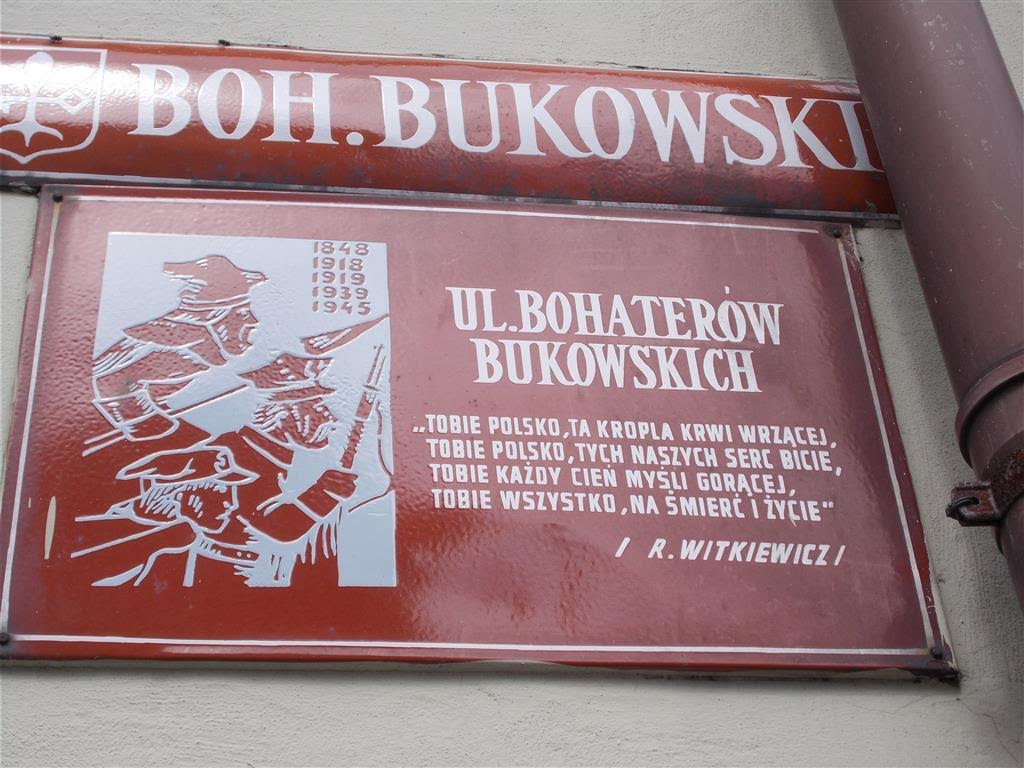 BOH. BUKOWSKI
1848
1918
1919
1939
1945
UL. BOHATERÓW
BUKOWSKICH
„TOBIE POLSKO, TA KROPLA KRWI WRZĄCEJ,
TOBIE POLSKO, TYCH NASZYCH SERC BICIE,
TOBIE KAŻDY CIEŃ MYŚLI GORĄCEJ,
TOBIE WSZYSTKO, NA ŚMIERĆ I ŻYCIE"
/ R. WITKIEWICZ /